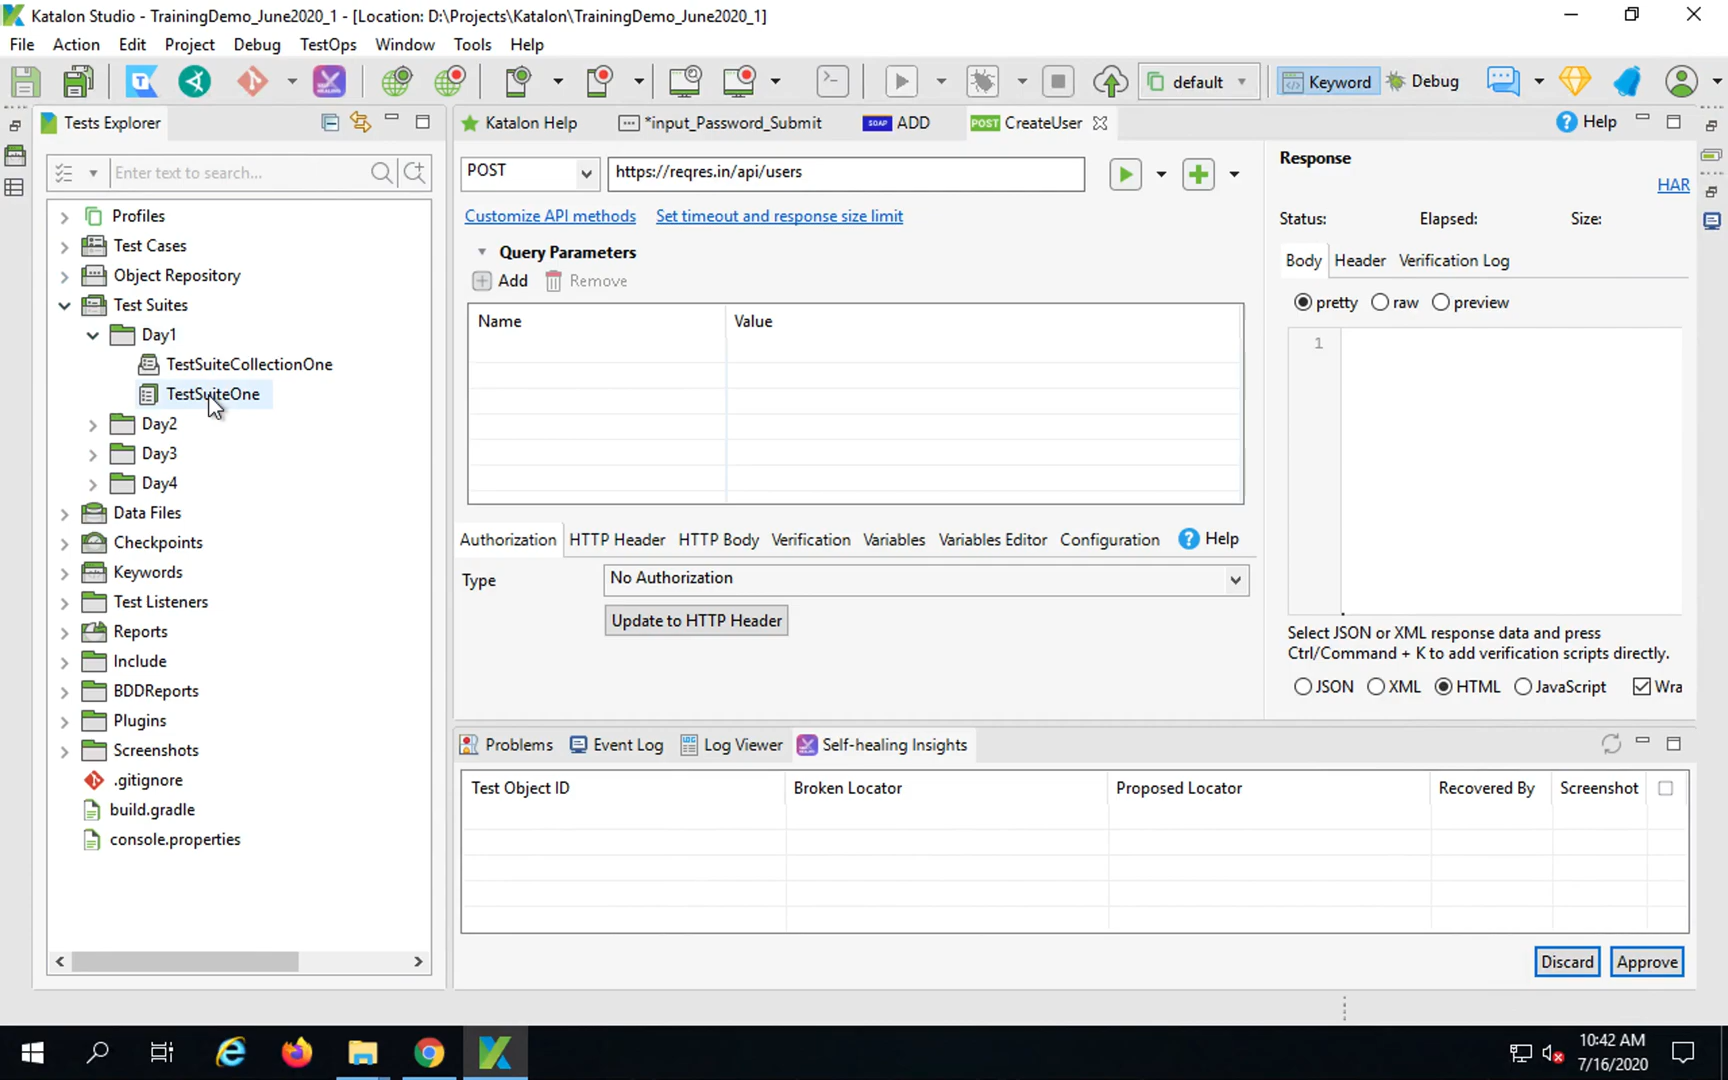 Katalon Studio - TrainingDemo_June2020_1 - [Location: D:\Projects\Katalon\TrainingDemo_June2020_1]
File Action Edit Project Debug TestOps Window Tools Help
default Keyword Debug
Tests Explorer
Enter text to search...
Profiles
Test Cases
Object Repository
Test Suites
Day1
TestSuiteCollectionOne
TestSuiteOne
Day2
Day3
Day4
Data Files
Checkpoints
Keywords
Test Listeners
Reports
Include
BDDReports
Plugins
Screenshots
.gitignore
build.gradle
console.properties
Katalon Help *input_Password_Submit SOAP ADD POST CreateUser Help
POST https://reqres.in/api/users
Customize API methods Set timeout and response size limit
Query Parameters
Add Remove
Name Value
Authorization HTTP Header HTTP Body Verification Variables Variables Editor Configuration Help
Type No Authorization
Update to HTTP Header
Response
HAR
Status: Elapsed: Size:
Body Header Verification Log
pretty raw preview
1
Select JSON or XML response data and press
Ctrl/Command + K to add verification scripts directly.
JSON XML HTML JavaScript Wra
Problems Event Log Log Viewer Self-healing Insights
Test Object ID Broken Locator Proposed Locator Recovered By Screenshot
Discard Approve
10:42 AM
7/16/2020